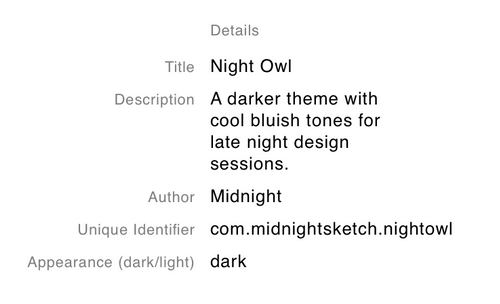 Details
Title Night Owl
Description A darker theme with
cool bluish tones for
late night design
sessions.
Author Midnight
Unique Identifier com.midnightsketch.nightowl
Appearance (dark/light) dark